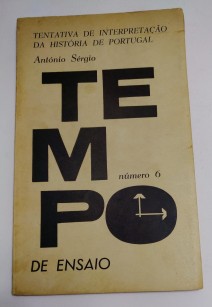 TENTATIVA DE INTERPRETAÇÃO
DA HISTÓRIA DE PORTUGAL
António Sérgio
TE
M
número 6
PO
DE ENSAIO